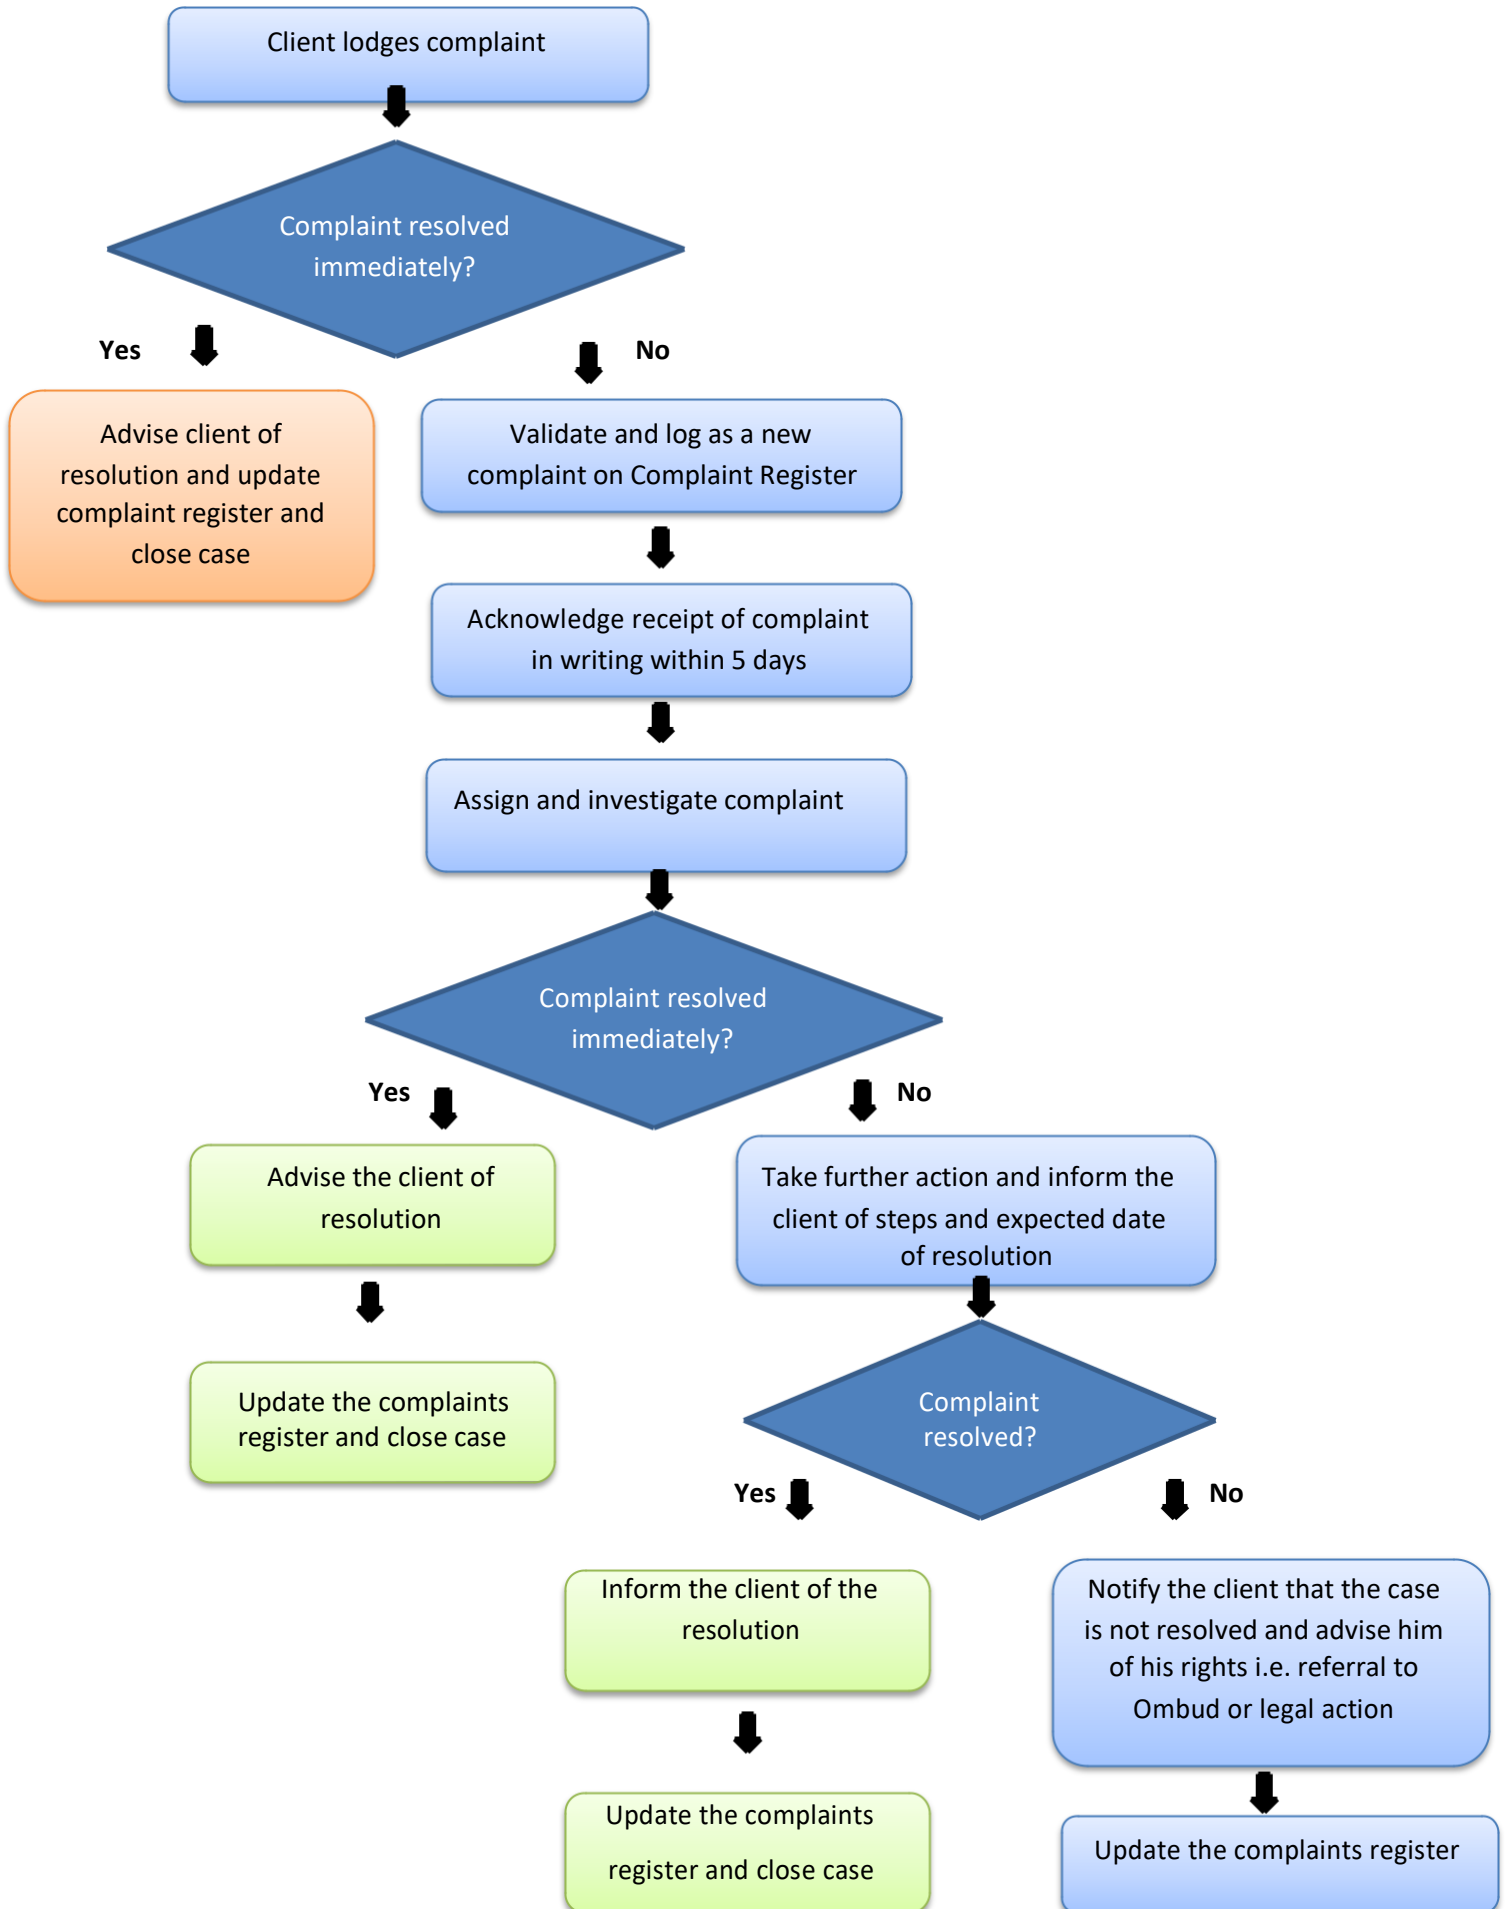 Client lodges complaint
Complaint resolved
immediately?
Yes
No
Advise client of
resolution and update
complaint register and
close case
Validate and log as a new
complaint on Complaint Register
Acknowledge receipt of complaint
in writing within 5 days
Assign and investigate complaint
Complaint resolved
immediately?
Yes
No
Advise the client of
resolution
Take further action and inform the
client of steps and expected date
of resolution
Update the complaints
register and close case
Complaint
resolved?
Yes
No
Inform the client of the
resolution
Notify the client that the case
is not resolved and advise him
of his rights i.e. referral to
Ombud or legal action
Update the complaints
register and close case
Update the complaints register